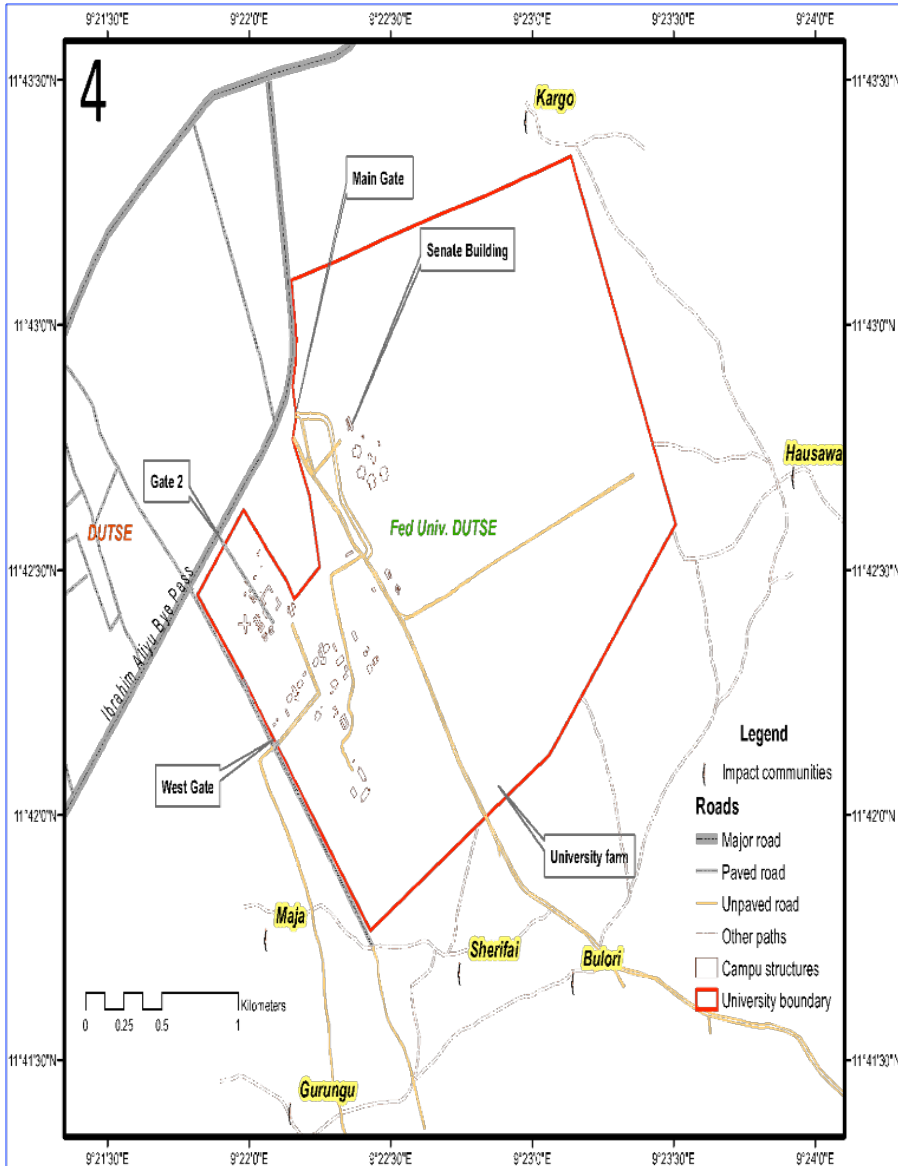 9°21'30"E 9°22'0"E 9°22'30"E 9°23'0"E 9°23'30"E 9°24'0"E
4
11°43'30"N 11°43'30"N
Kargo
Main Gate
Senate Building
11°43'0"N 11°43'0"N
Hausawa
Gate 2
DUTSE
Fed Univ. DUTSE
11°42'30"N 11°42'30"N
Ibrahim Aliyu Bye Pass
West Gate
11°42'0"N 11°42'0"N
University farm
Legend
Impact communities
Roads
Major road
Paved road
Unpaved road
Other paths
Campu structures
University boundary
Maja
Sherifai
Bulori
Kilometers
0 0.25 0.5 1
11°41'30"N 11°41'30"N
Gurungu
9°21'30"E 9°22'0"E 9°22'30"E 9°23'0"E 9°23'30"E 9°24'0"E